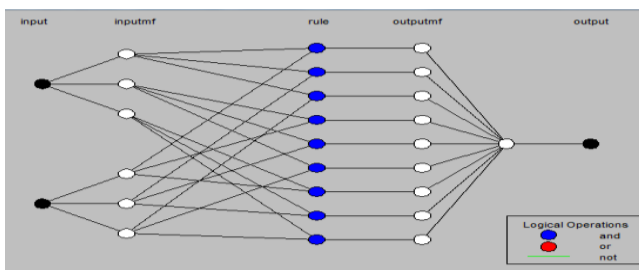 input inputmf rule outputmf output
Logical Operations
and
or
not